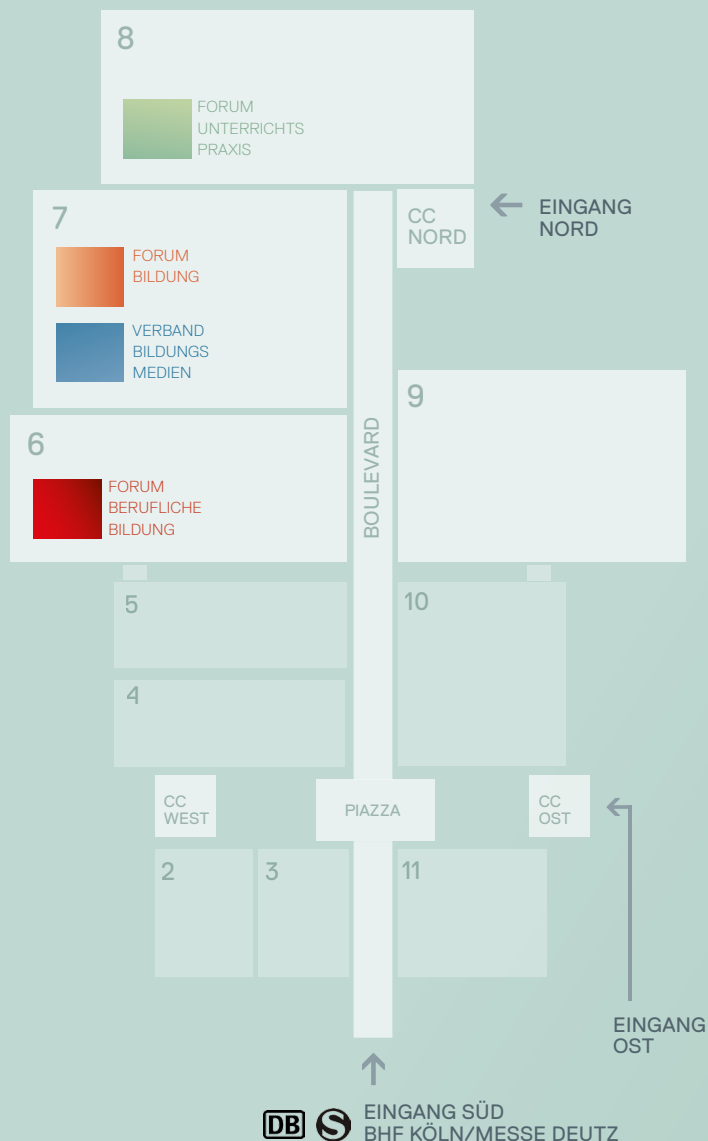 8
FORUM
UNTERRICHTS
PRAXIS
7
FORUM
BILDUNG
VERBAND
BILDUNGS
MEDIEN
CC
NORD
EINGANG
NORD
6
FORUM
BERUFLICHE
BILDUNG
BOULEVARD
9
5
10
4
CC
WEST
PIAZZA
CC
OST
2
3
11
EINGANG
OST
DB S EINGANG SÜD
BHF KÖLN/MESSE DEUTZ